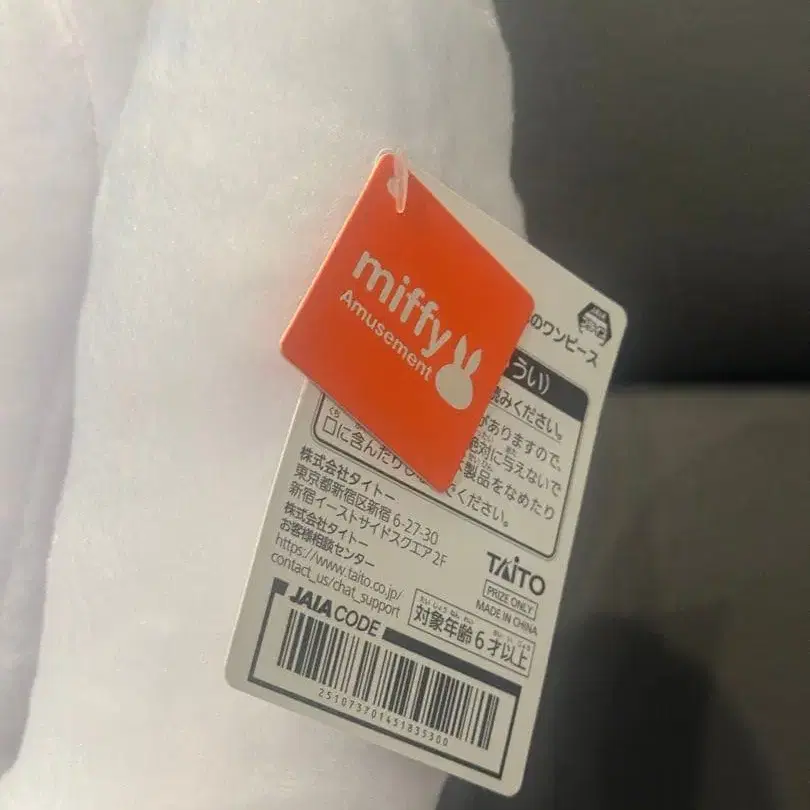 miffy
Amusement
のワンピース
うい)
読みください。
がありますので、
絶対に与えないで
製品をなめたり
口に含んだり
でください。
株式会社タイトー
東京都新宿区新宿6-27-30
新宿イーストサイドスクエア2F
株式会社タイトー
お客様相談センター
https://www.taito.co.jp/
contact_us/chat_support
TAITO
PRIZE ONLY
MADE IN CHINA
対象年齢6才以上
JAIA CODE
251073701451835300